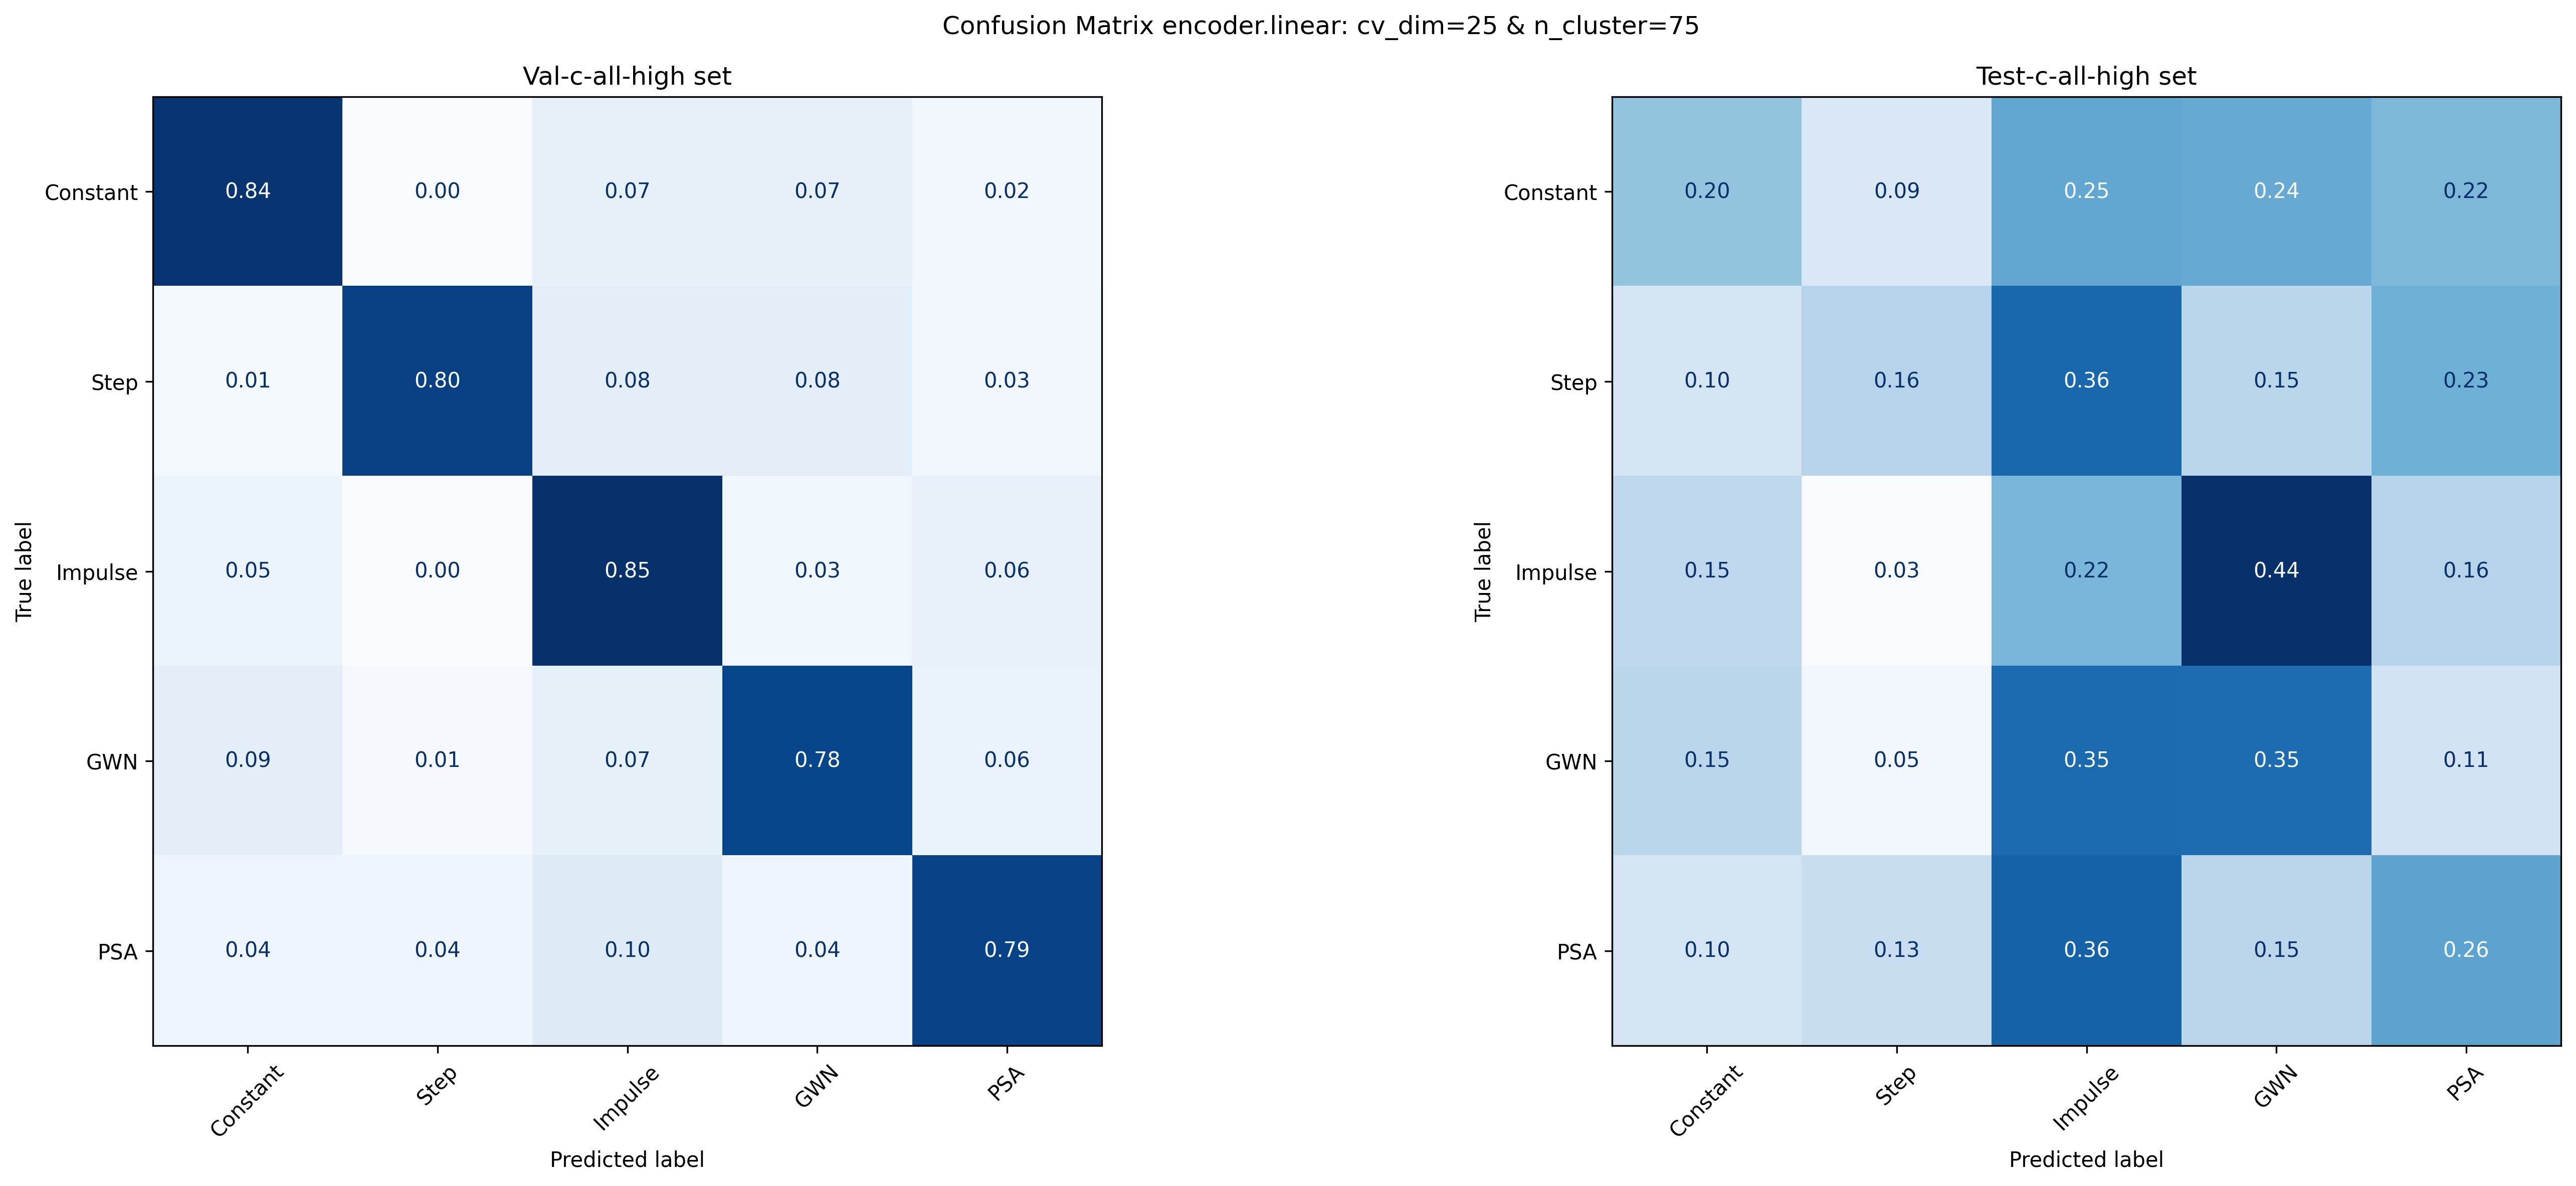 Confusion Matrix encoder.linear: cv_dim=25 & n_cluster=75
Val-c-all-high set
True label
Constant 0.84 0.00 0.07 0.07 0.02
Step 0.01 0.80 0.08 0.08 0.03
Impulse 0.05 0.00 0.85 0.03 0.06
GWN 0.09 0.01 0.07 0.78 0.06
PSA 0.04 0.04 0.10 0.04 0.79
Constant Step Impulse GWN PSA
Predicted label
Test-c-all-high set
True label
Constant 0.20 0.09 0.25 0.24 0.22
Step 0.10 0.16 0.36 0.15 0.23
Impulse 0.15 0.03 0.22 0.44 0.16
GWN 0.15 0.05 0.35 0.35 0.11
PSA 0.10 0.13 0.36 0.15 0.26
Constant Step Impulse GWN PSA
Predicted label